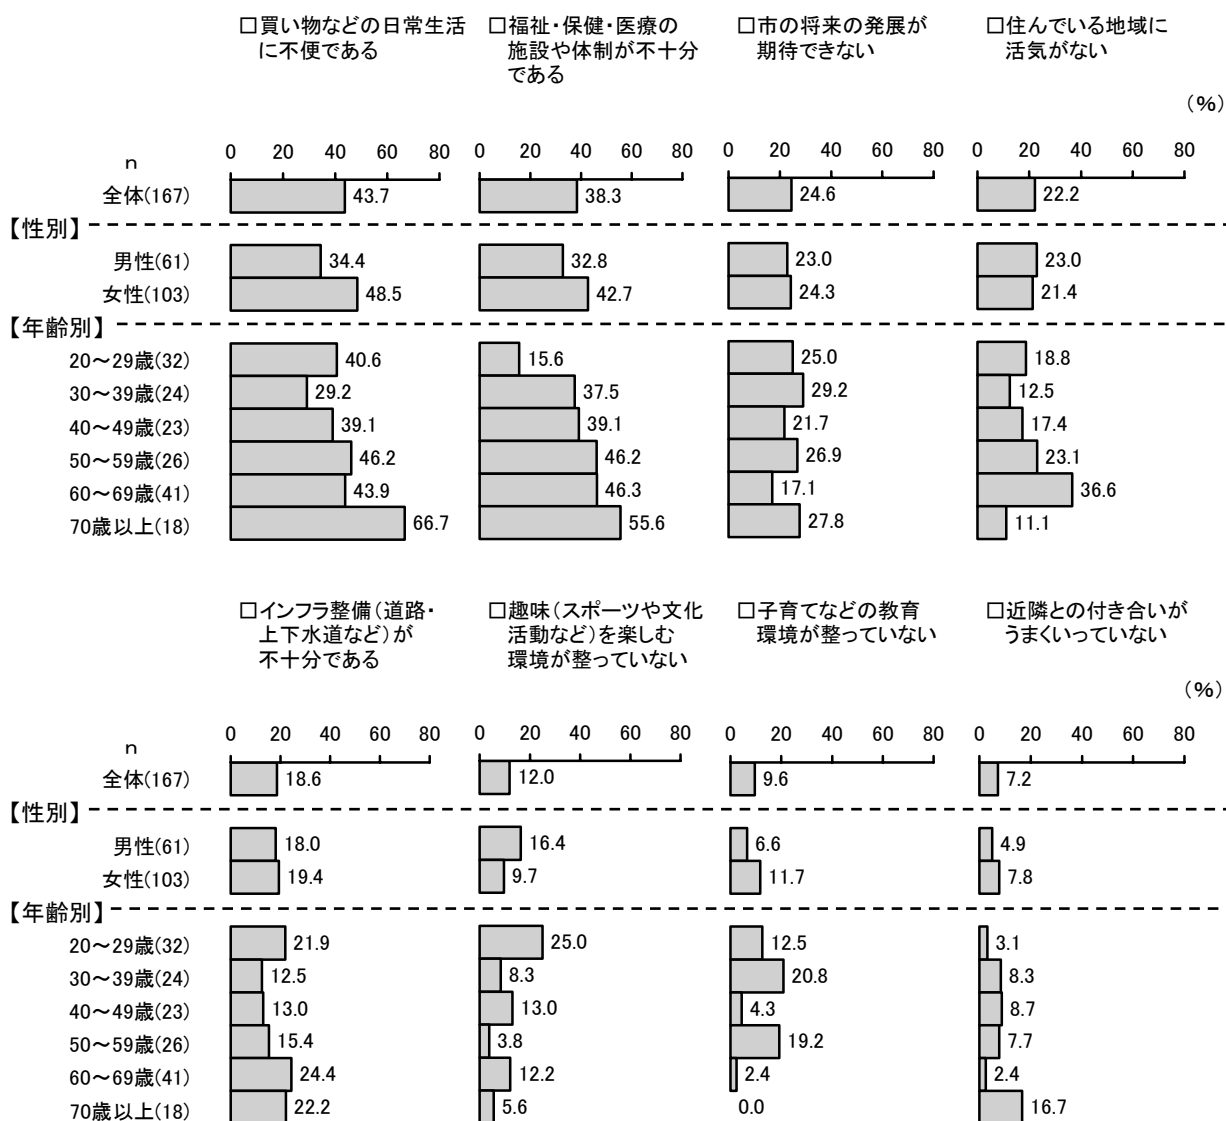 □買い物などの日常生活 □福祉・保健・医療の □市の将来の発展が □住んでいる地域に
に不便である 施設や体制が不十分 期待できない 活気がない
である
(%)
n 0 20 40 60 80 0 20 40 60 80 0 20 40 60 80 0 20 40 60 80
全体(167) 43.7 38.3 24.6 22.2
【性別】
男性(61) 34.4 32.8 23.0 23.0
女性(103) 48.5 42.7 24.3 21.4
【年齢別】
20～29歳(32) 40.6 15.6 25.0 18.8
30～39歳(24) 29.2 37.5 29.2 12.5
40～49歳(23) 39.1 39.1 21.7 17.4
50～59歳(26) 46.2 46.2 26.9 23.1
60～69歳(41) 43.9 46.3 17.1 36.6
70歳以上(18) 66.7 55.6 27.8 11.1
□インフラ整備(道路・ □趣味(スポーツや文化 □子育てなどの教育 □近隣との付き合いが
上下水道など)が 活動など)を楽しむ 環境が整っていない うまくいっていない
不十分である 環境が整っていない
(%)
n 0 20 40 60 80 0 20 40 60 80 0 20 40 60 80 0 20 40 60 80
全体(167) 18.6 12.0 9.6 7.2
【性別】
男性(61) 18.0 16.4 6.6 4.9
女性(103) 19.4 9.7 11.7 7.8
【年齢別】
20～29歳(32) 21.9 25.0 12.5 3.1
30～39歳(24) 12.5 8.3 20.8 8.3
40～49歳(23) 13.0 13.0 4.3 8.7
50～59歳(26) 15.4 3.8 19.2 7.7
60～69歳(41) 24.4 12.2 2.4 2.4
70歳以上(18) 22.2 5.6 0.0 16.7